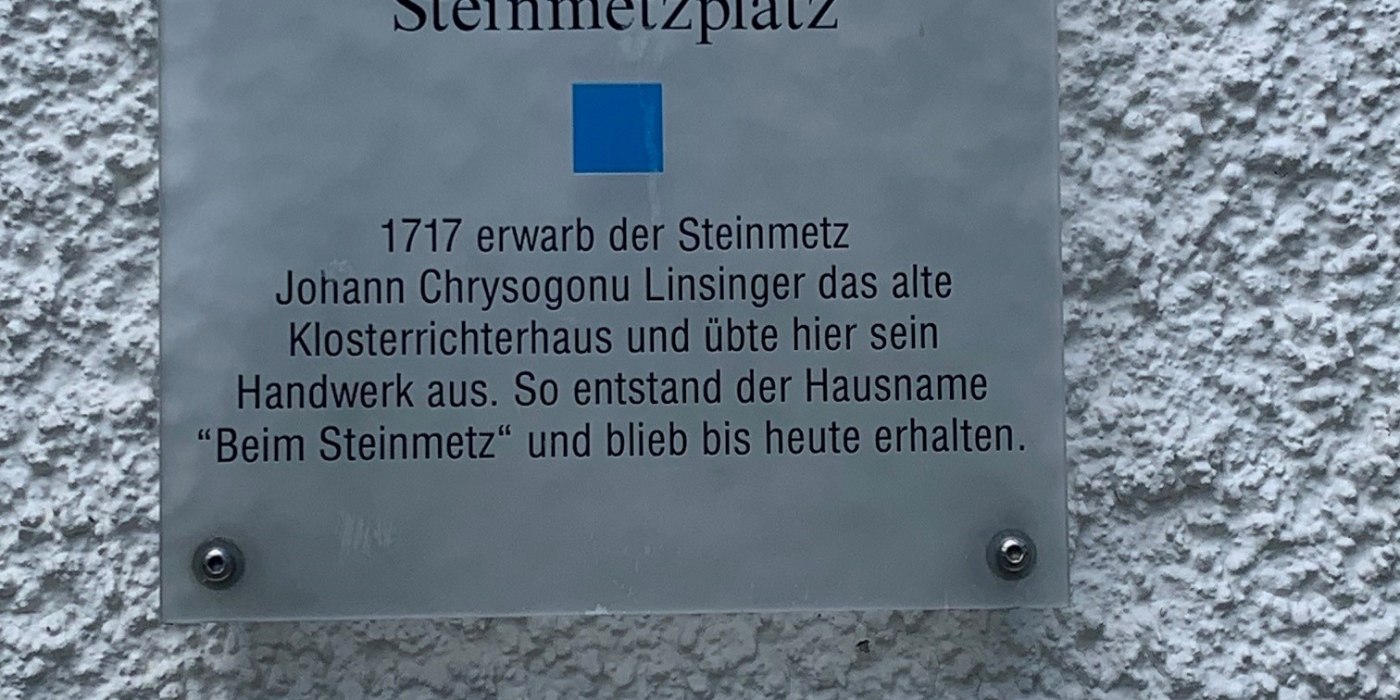 Steinmetzplatz
1717 erwarb der Steinmetz
Johann Chrysogonu Linsinger das alte
Klosterrichterhaus und übte hier sein
Handwerk aus. So entstand der Hausname
“Beim Steinmetz“ und blieb bis heute erhalten.